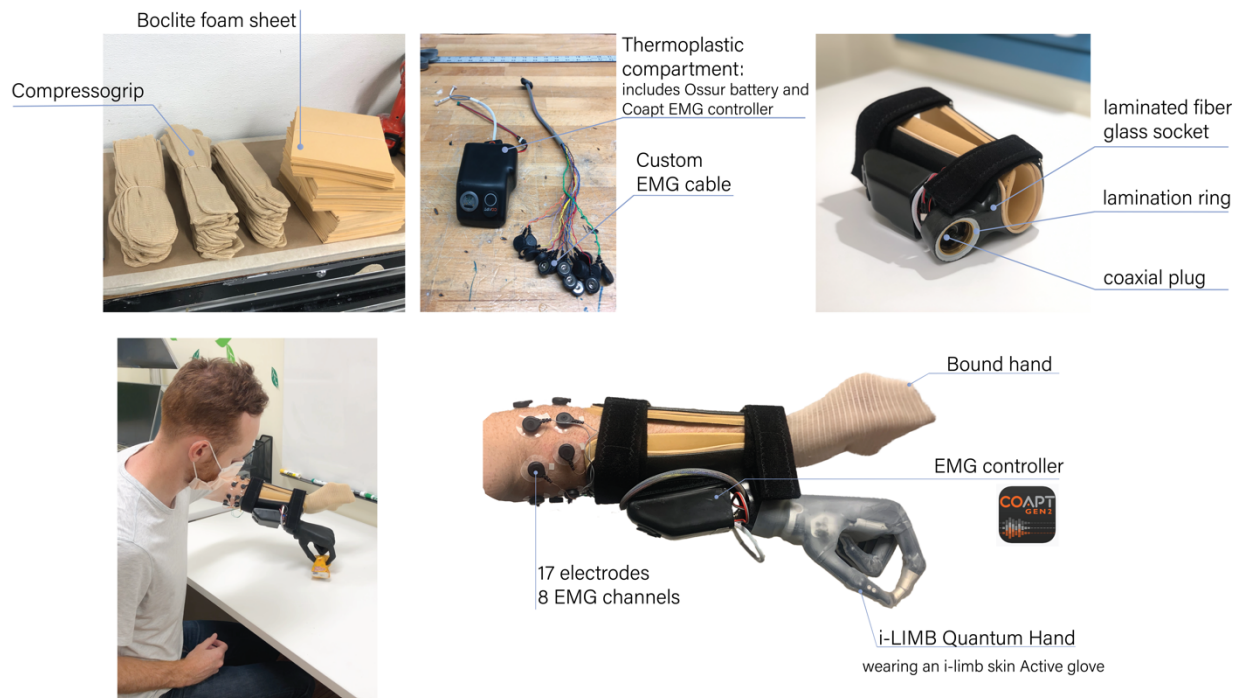 Boclite foam sheet
Compressogrip
Thermoplastic
compartment:
includes Ossur battery and
Coapt EMG controller
Custom
EMG cable
laminated fiber
glass socket
lamination ring
coaxial plug
Bound hand
EMG controller
COAPT
GEN2
17 electrodes
8 EMG channels
i-LIMB Quantum Hand
wearing an i-limb skin Active glove